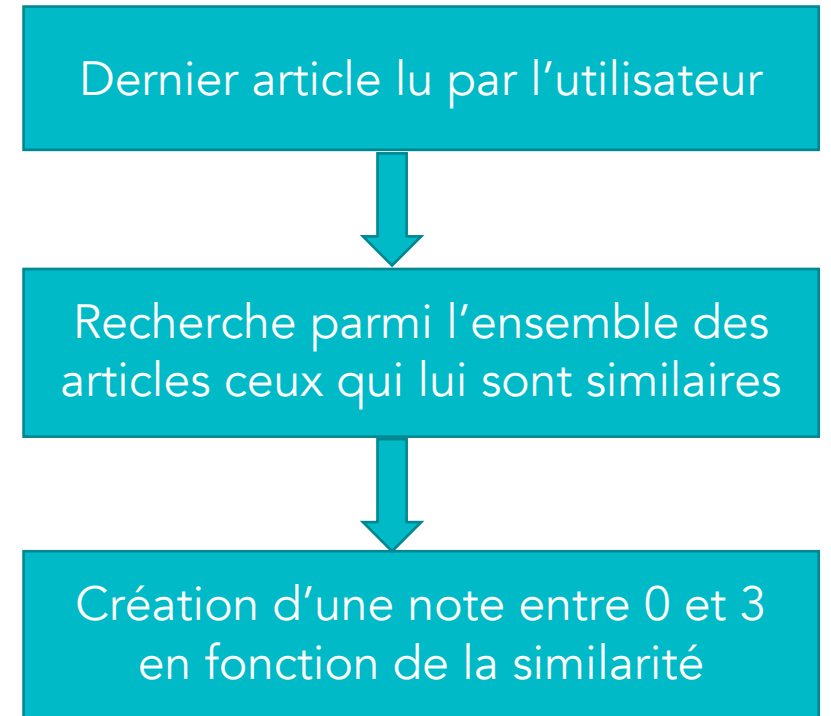 Dernier article lu par l’utilisateur
Recherche parmi l’ensemble des
articles ceux qui lui sont similaires
Création d’une note entre 0 et 3
en fonction de la similarité